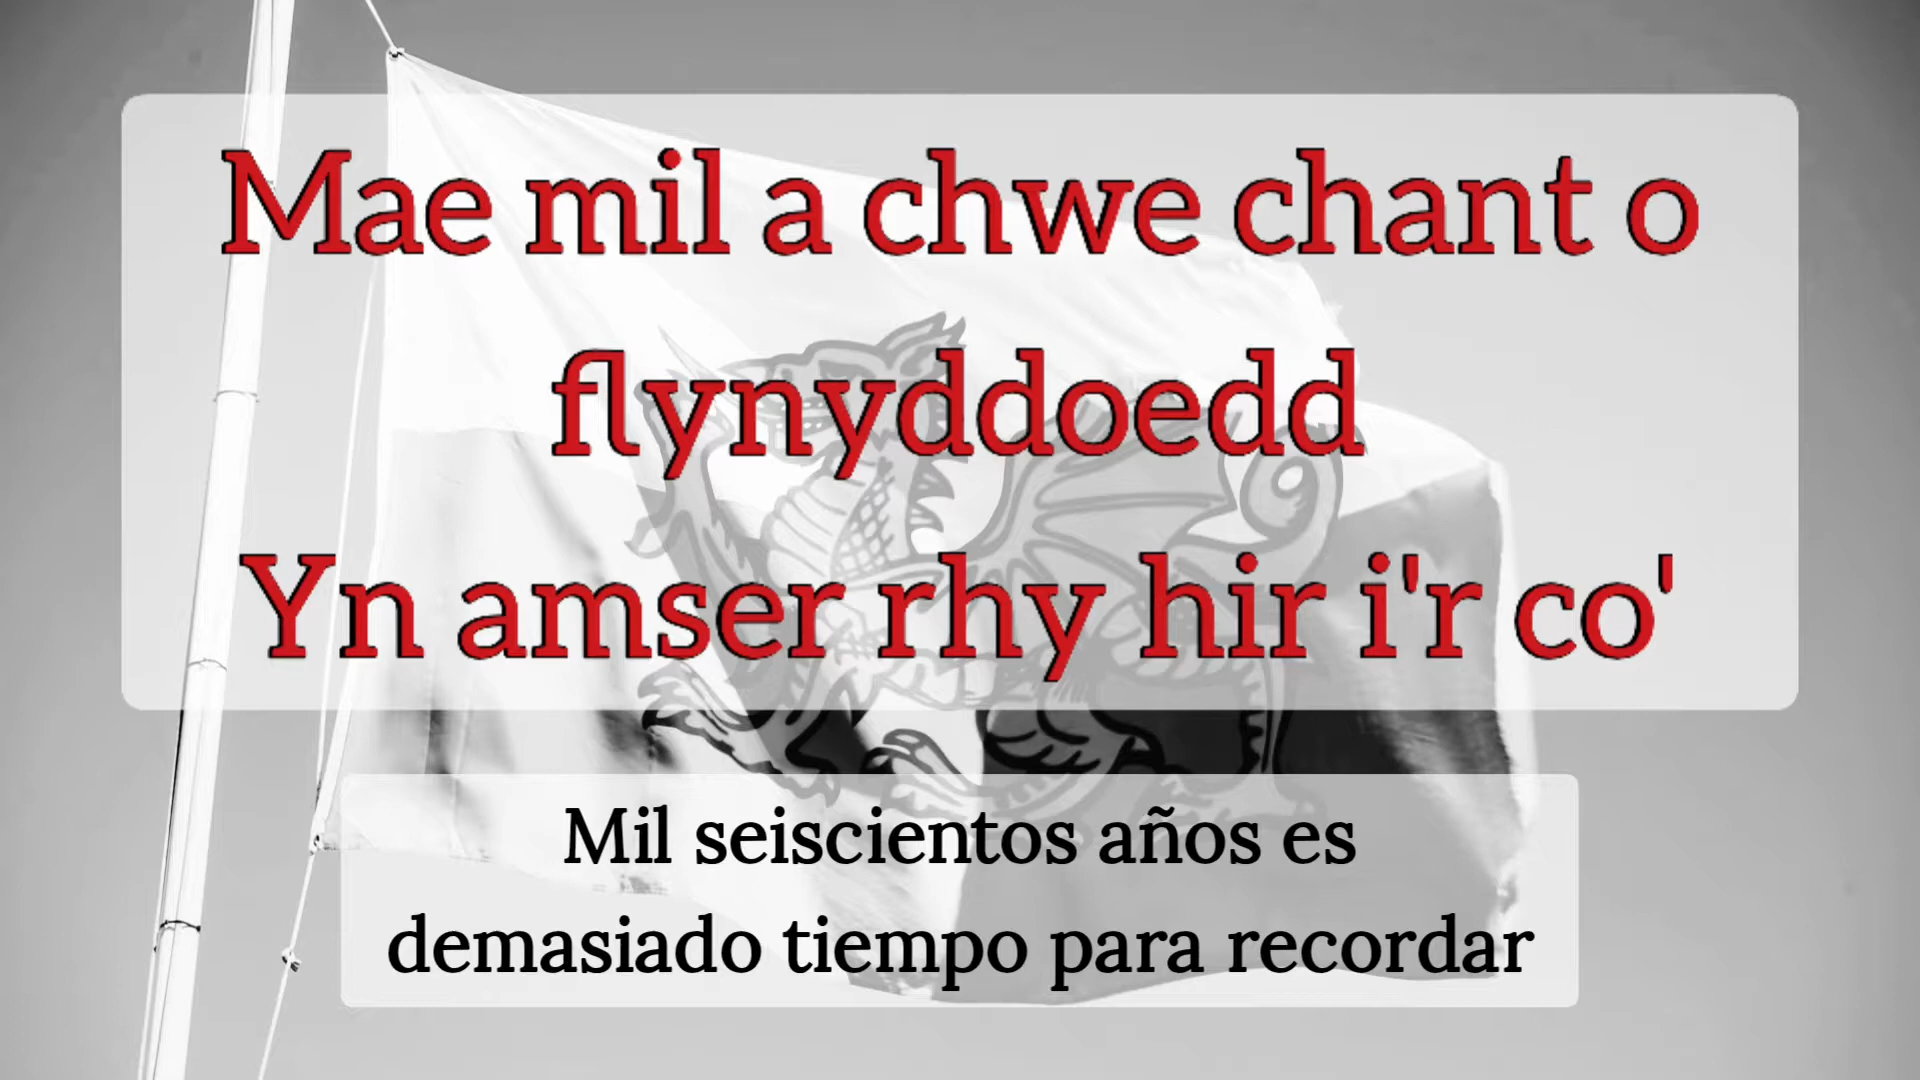 Mae mil a chwe chant o
flynyddoedd
Yn amser rhy hir i'r co'
Mil seiscientos años es
demasiado tiempo para recordar